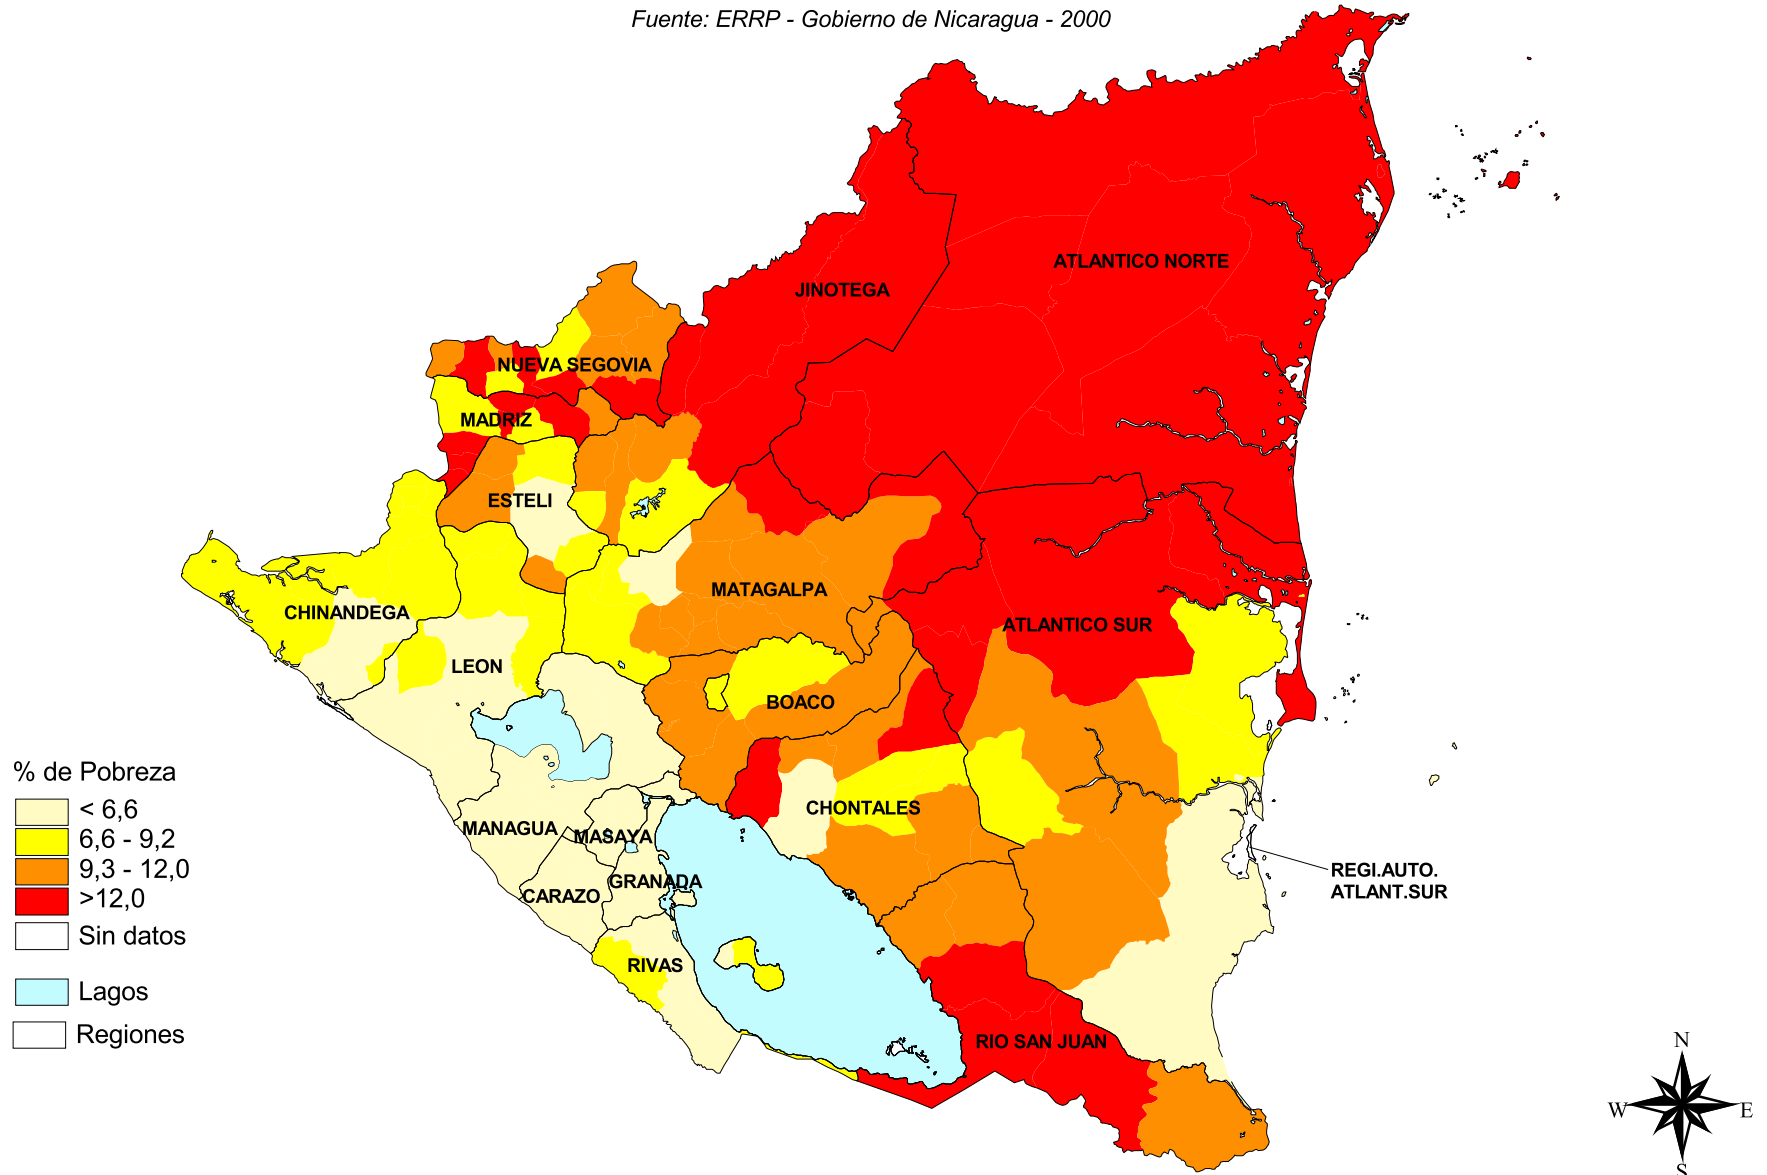 Fuente: ERRP - Gobierno de Nicaragua - 2000
ATLANTICO NORTE
JINOTEGA
NUEVA SEGOVIA
MADRIZ
ESTELI
MATAGALPA
CHINANDEGA
ATLANTICO SUR
LEON
BOACO
% de Pobreza
< 6,6
6,6 - 9,2
9,3 - 12,0
>12,0
Sin datos
Lagos
Regiones
CHONTALES
MANAGUA
MASAYA
GRANADA
CARAZO
REGI.AUTO.
ATLANT.SUR
RIVAS
RIO SAN JUAN
N
W
E
S